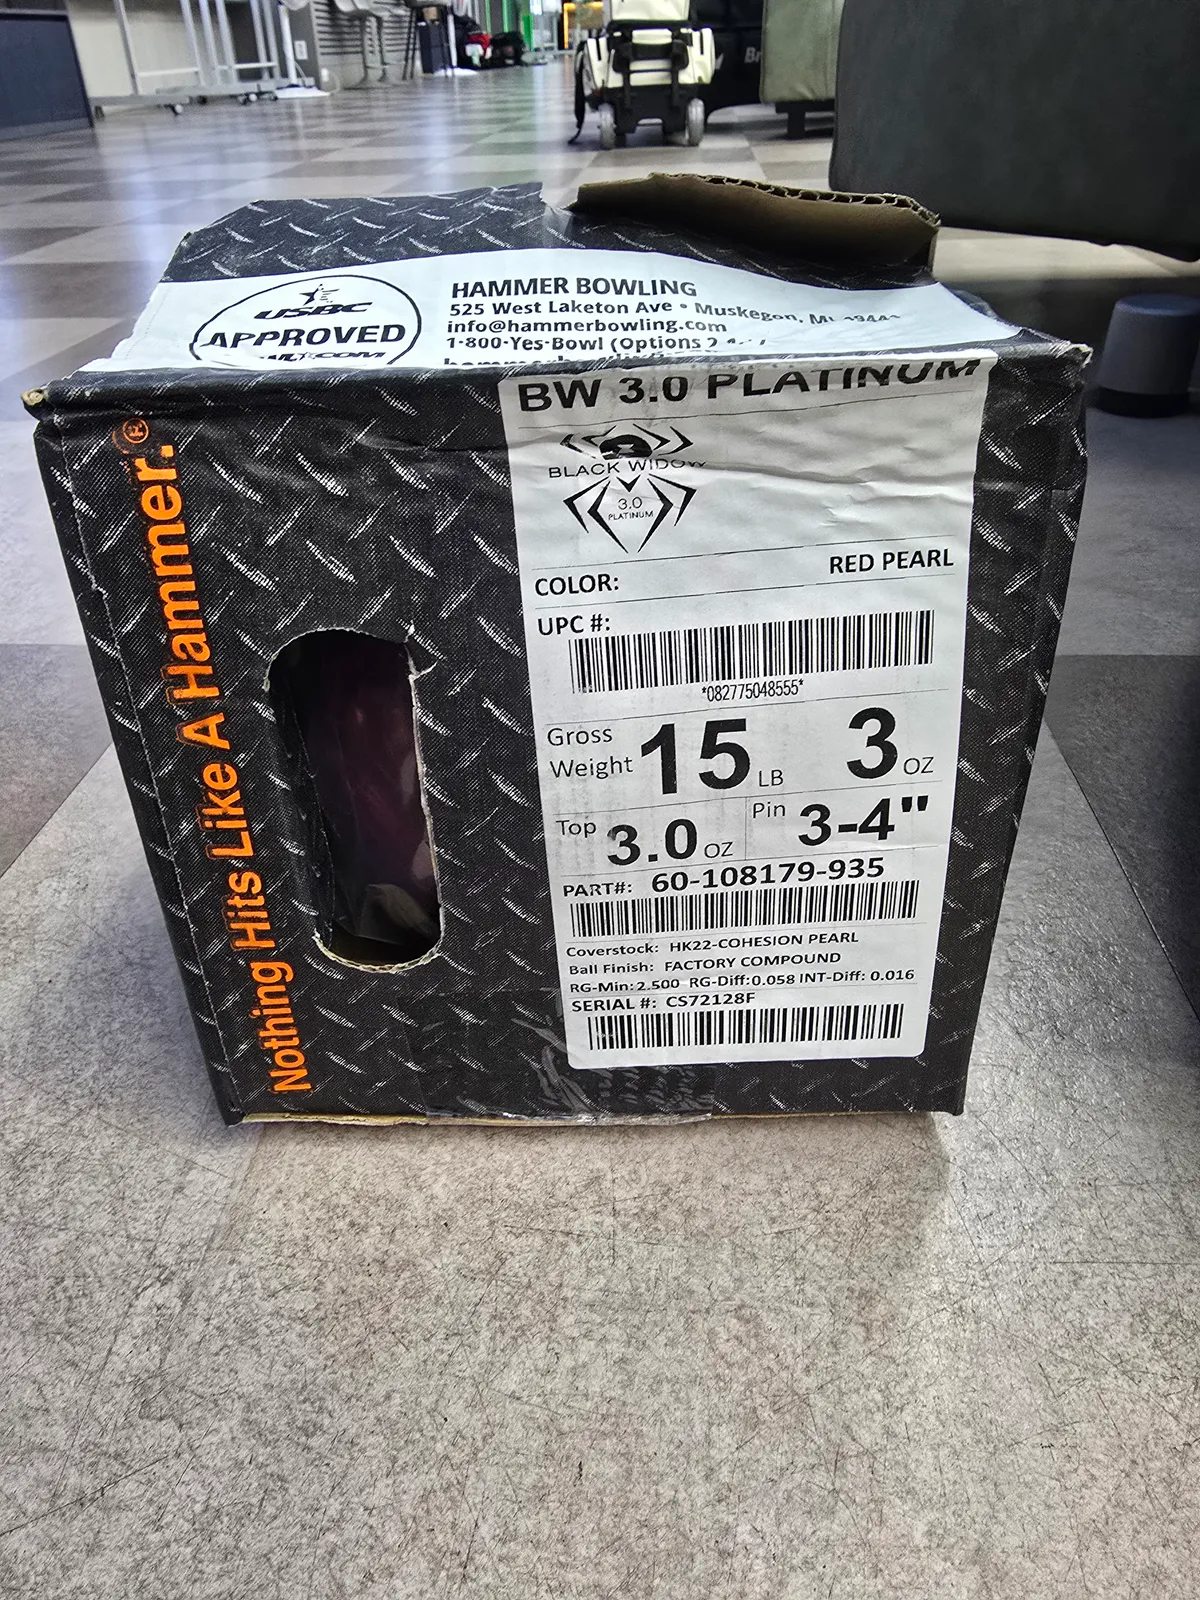 USBC
APPROVED
HAMMER BOWLING
525 West Laketon Ave • Muskegon, MI
info@hammerbowling.com
1-800-Yes-Bowl (Options 2
BW 3.0 PLATINUM
BLACK WIDOW
3.0
PLATINUM
COLOR: RED PEARL
UPC #:
*082775048555*
Gross Weight 15 LB 3 OZ
Top 3.0 OZ Pin 3-4"
PART#: 60-108179-935
Coverstock: HK22-COHESION PEARL
Ball Finish: FACTORY COMPOUND
RG-Min: 2.500 RG-Diff:0.058 INT-Diff: 0.016
SERIAL #: CS72128F
Nothing Hits Like A Hammer.®
Br